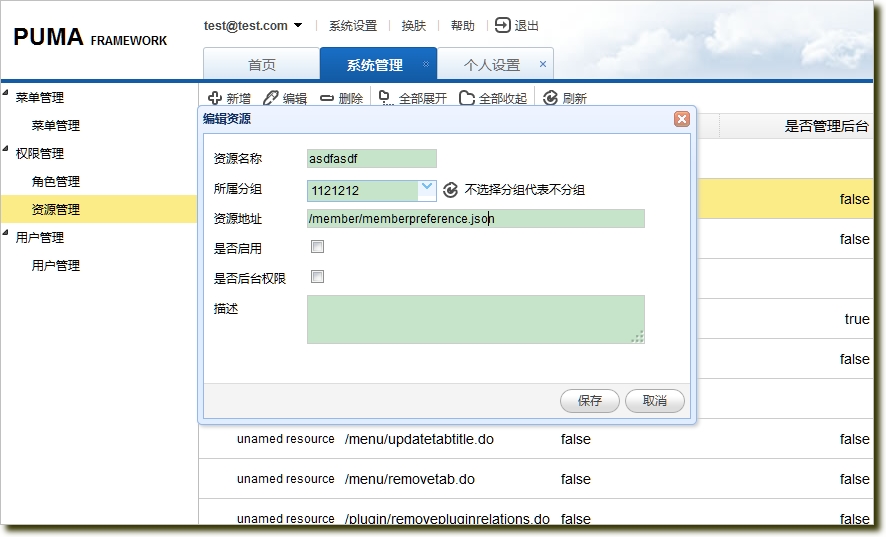 PUMA FRAMEWORK
test@test.com 系统设置 换肤 帮助 退出
首页 系统管理 个人设置
菜单管理
菜单管理
权限管理
角色管理
资源管理
用户管理
用户管理
新增 编辑 删除 全部展开 全部收起 刷新
是否管理后台
编辑资源
资源名称 asdfasdf
所属分组 1121212 不选择分组代表不分组
资源地址 /member/memberpreference.json
是否启用
是否后台权限
描述
保存 取消
false
false
true
false
unamed resource /menu/updatetabtitle.do false false
unamed resource /menu/removetab.do false false
unamed resource /plugin/removepluginrelations.do false false